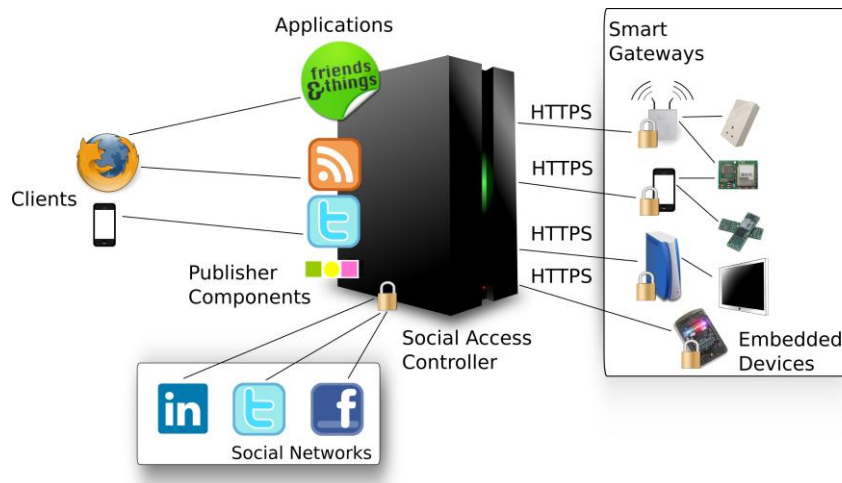 Applications
friends
&things
Clients
Publisher
Components
Social Access
Controller
in
t
f
Social Networks
t
HTTPS
HTTPS
HTTPS
HTTPS
Smart
Gateways
Embedded
Devices